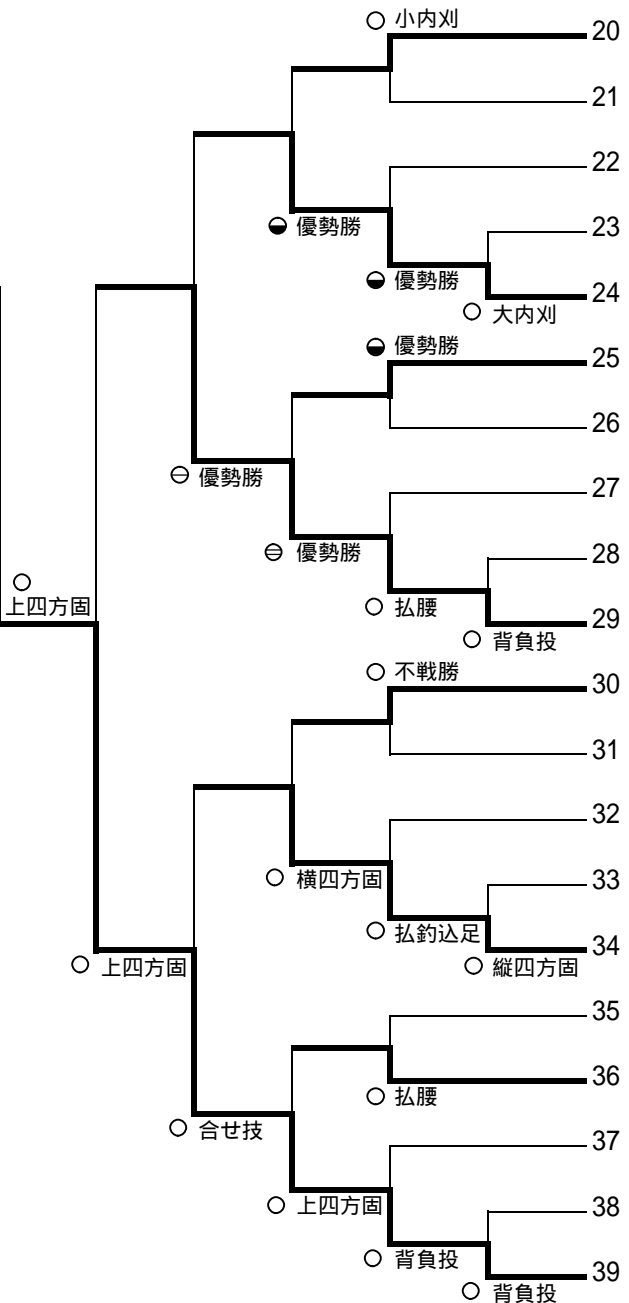 ○ 小内刈
20
21
22
23
◒ 優勢勝
◒ 優勢勝
24
○ 大内刈
◒ 優勢勝
25
26
⊖ 優勢勝
27
⊜ 優勢勝
28
○
上四方固
○ 払腰
29
○ 背負投
○ 不戦勝
30
31
32
○ 横四方固
33
○ 払釣込足
34
○ 上四方固
○ 縦四方固
35
36
○ 払腰
○ 合せ技
37
○ 上四方固
38
○ 背負投
39
○ 背負投